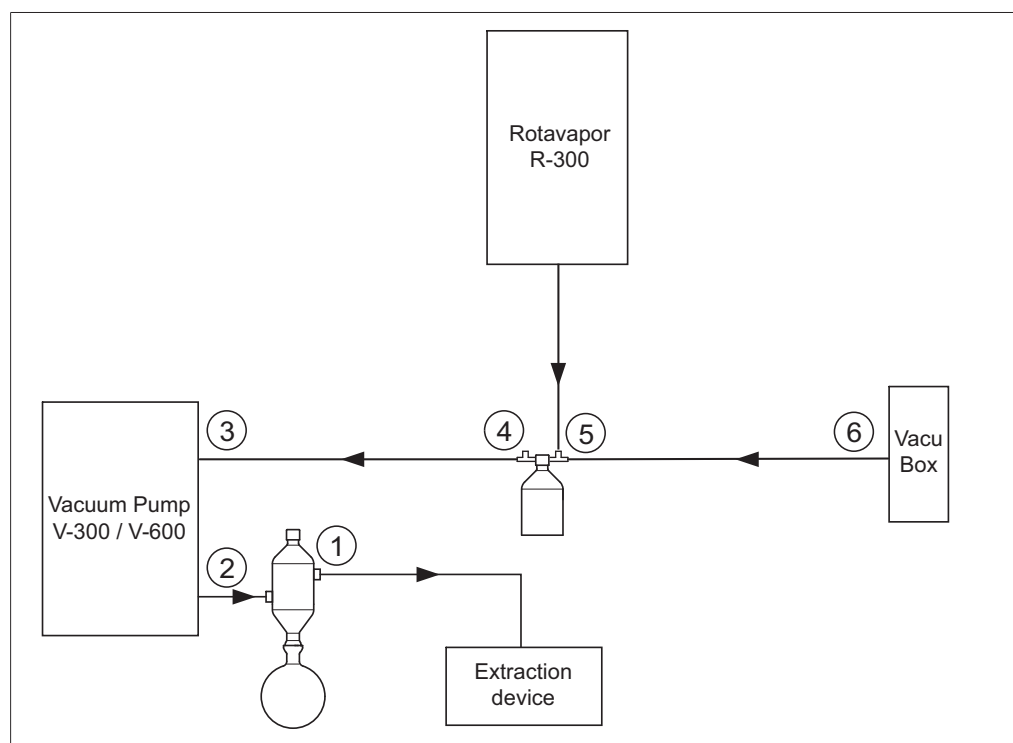 Rotavapor
R-300
3
4
5
6
Vacu
Box
Vacuum Pump
V-300 / V-600
2
1
Extraction
device